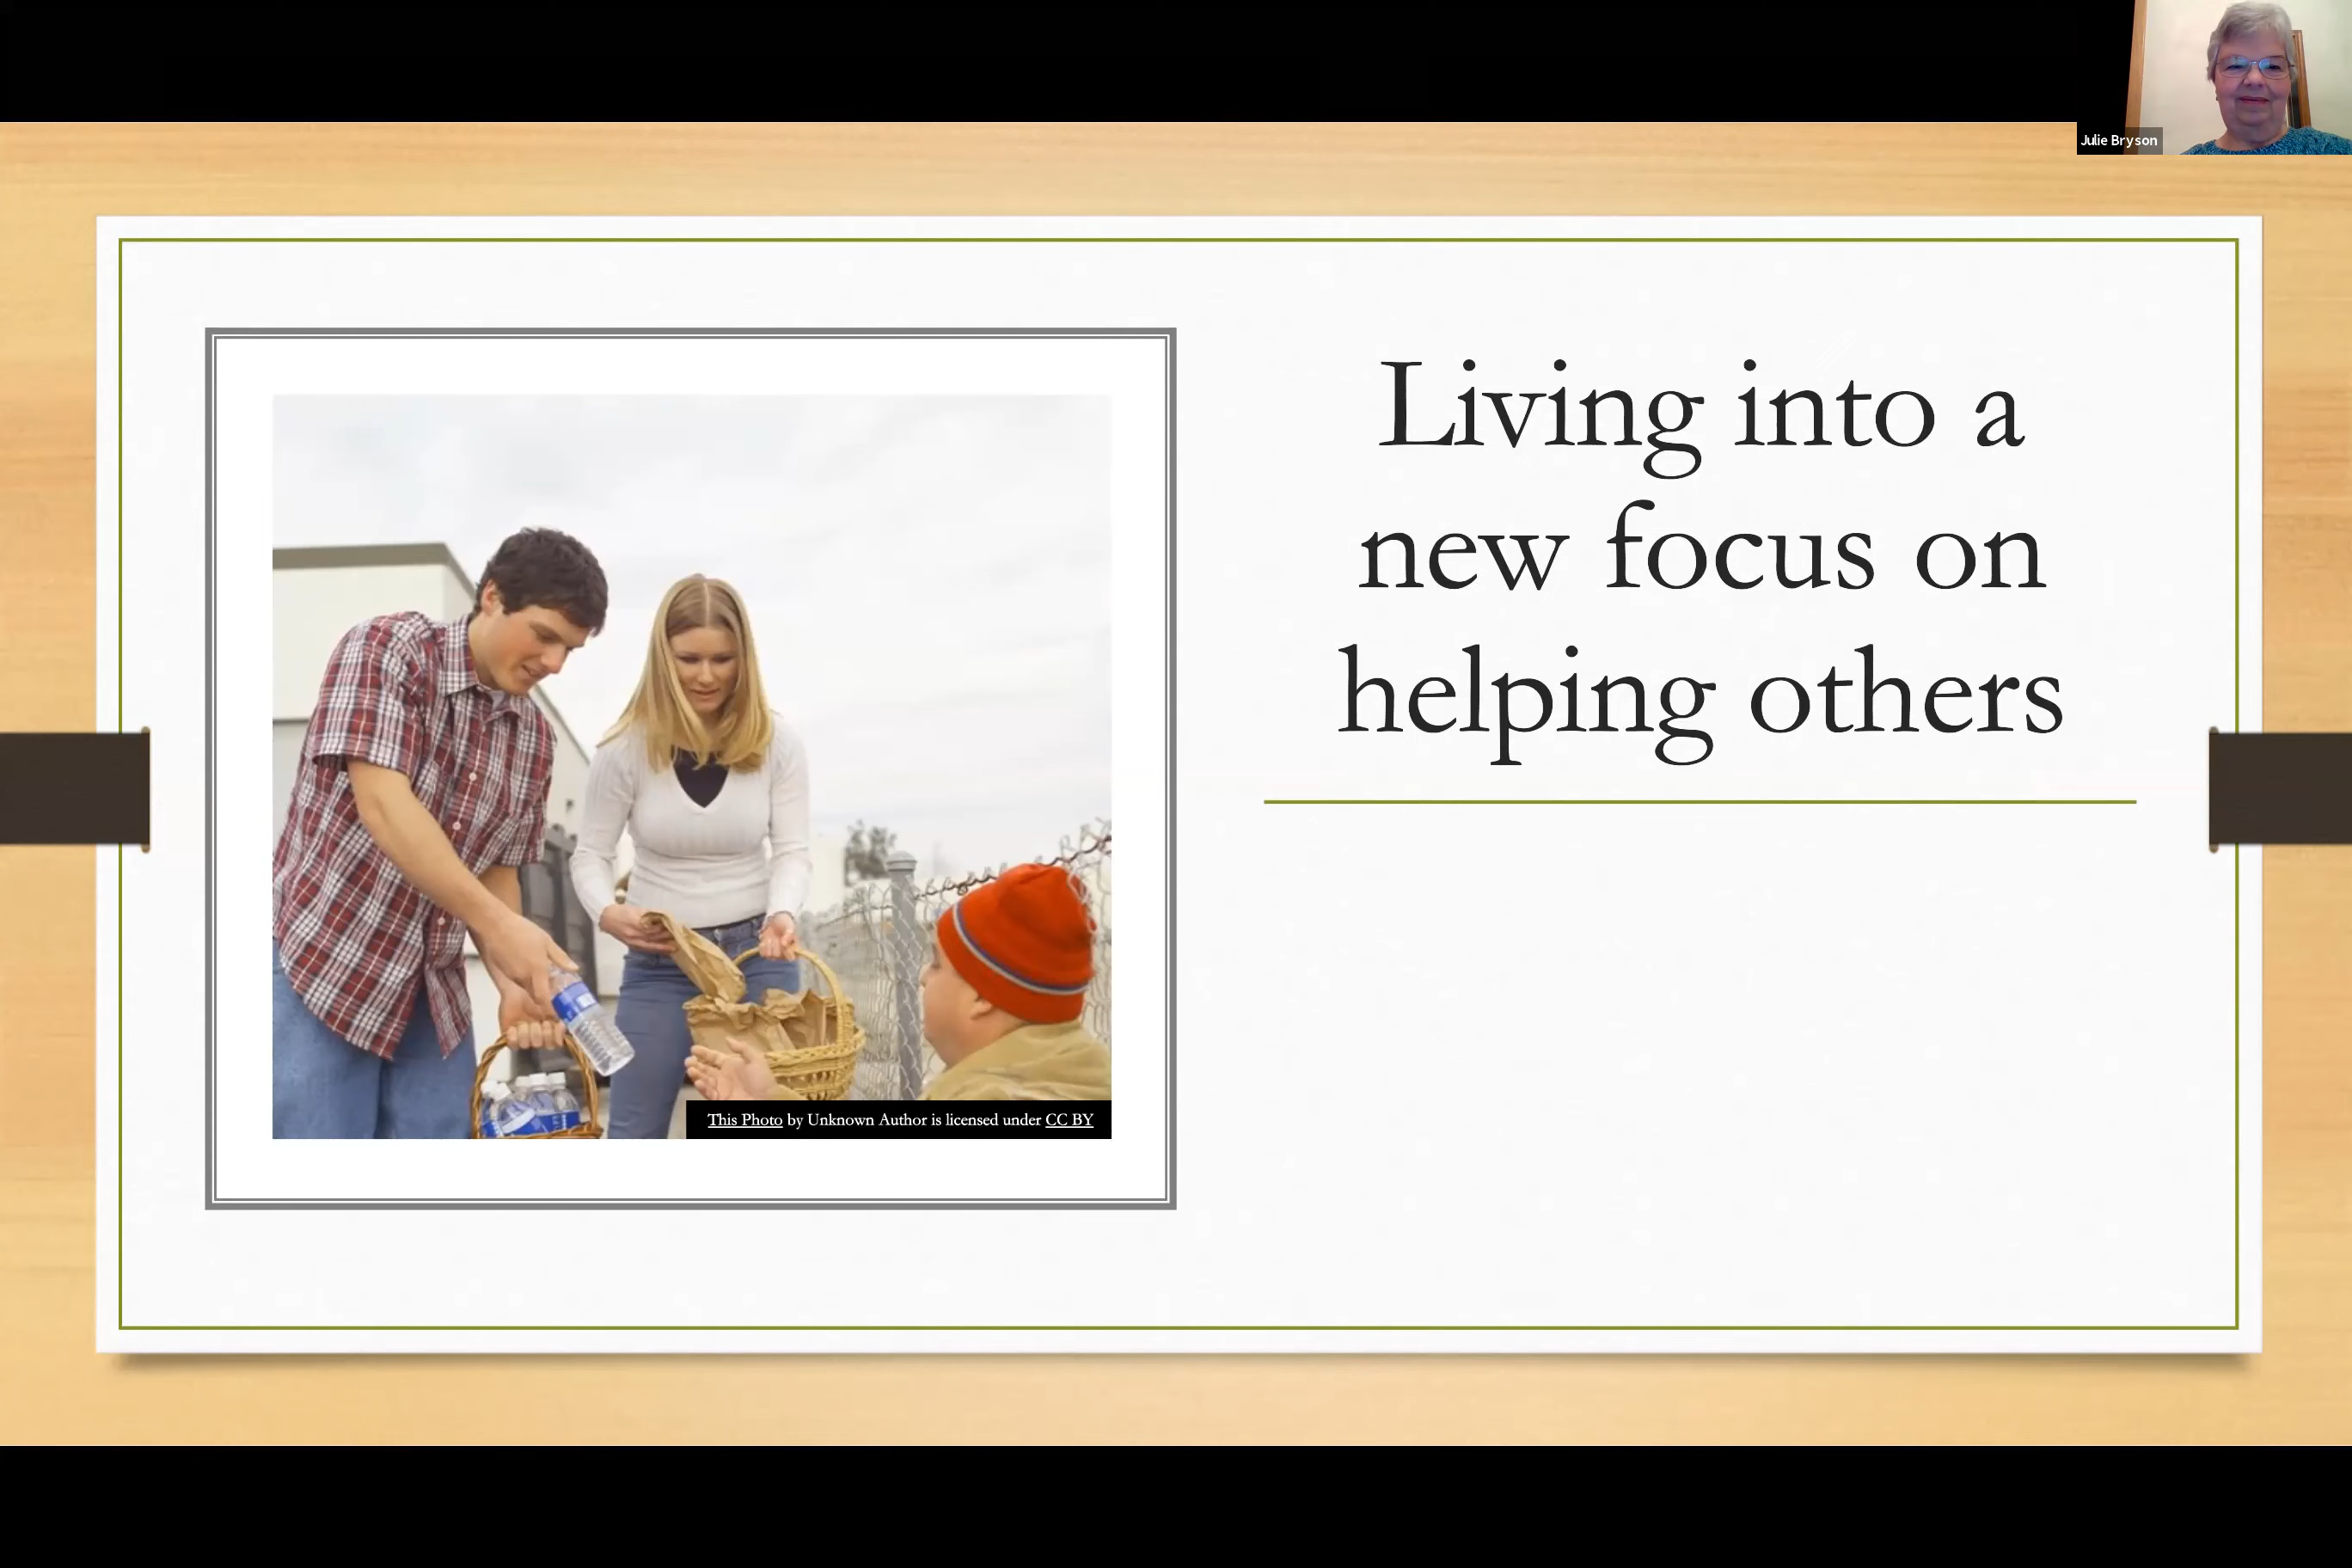 Julie Bryson
Living into a
new focus on
helping others
This Photo by Unknown Author is licensed under CC BY